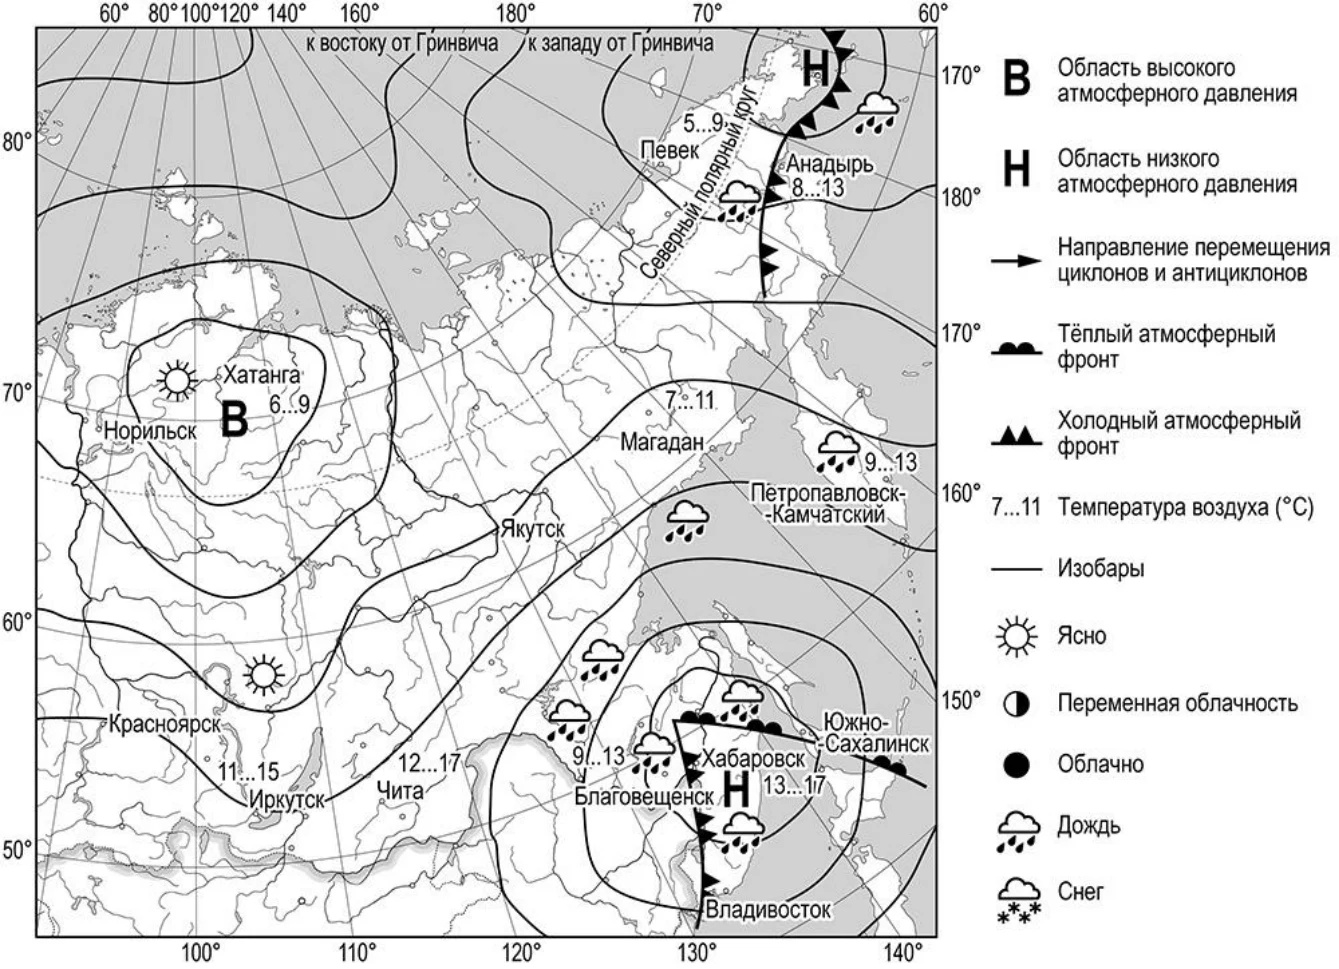 60° 80° 100° 120° 140° 160° 180° 70° 60°
к востоку от Гринвича
к западу от Гринвича
170°
180°
170°
160°
150°
80°
70°
60°
50°
100° 110° 120° 130° 140°
Н
5...9
Певек
Северный полярный круг
Анадырь
8...13
Хатанга
6...9
В
Норильск
7...11
Магадан
9...13
Петропавловск-
-Камчатский
Якутск
Красноярск
11...15
Иркутск
12...17
Чита
9...13
Благовещенск
Хабаровск
Н
13...17
Южно-
-Сахалинск
Владивосток
В
Область высокого
атмосферного давления
Н
Область низкого
атмосферного давления
Направление перемещения
циклонов и антициклонов
Тёплый атмосферный
фронт
Холодный атмосферный
фронт
7...11 Температура воздуха (°С)
Изобары
Ясно
Переменная облачность
Облачно
Дождь
Снег